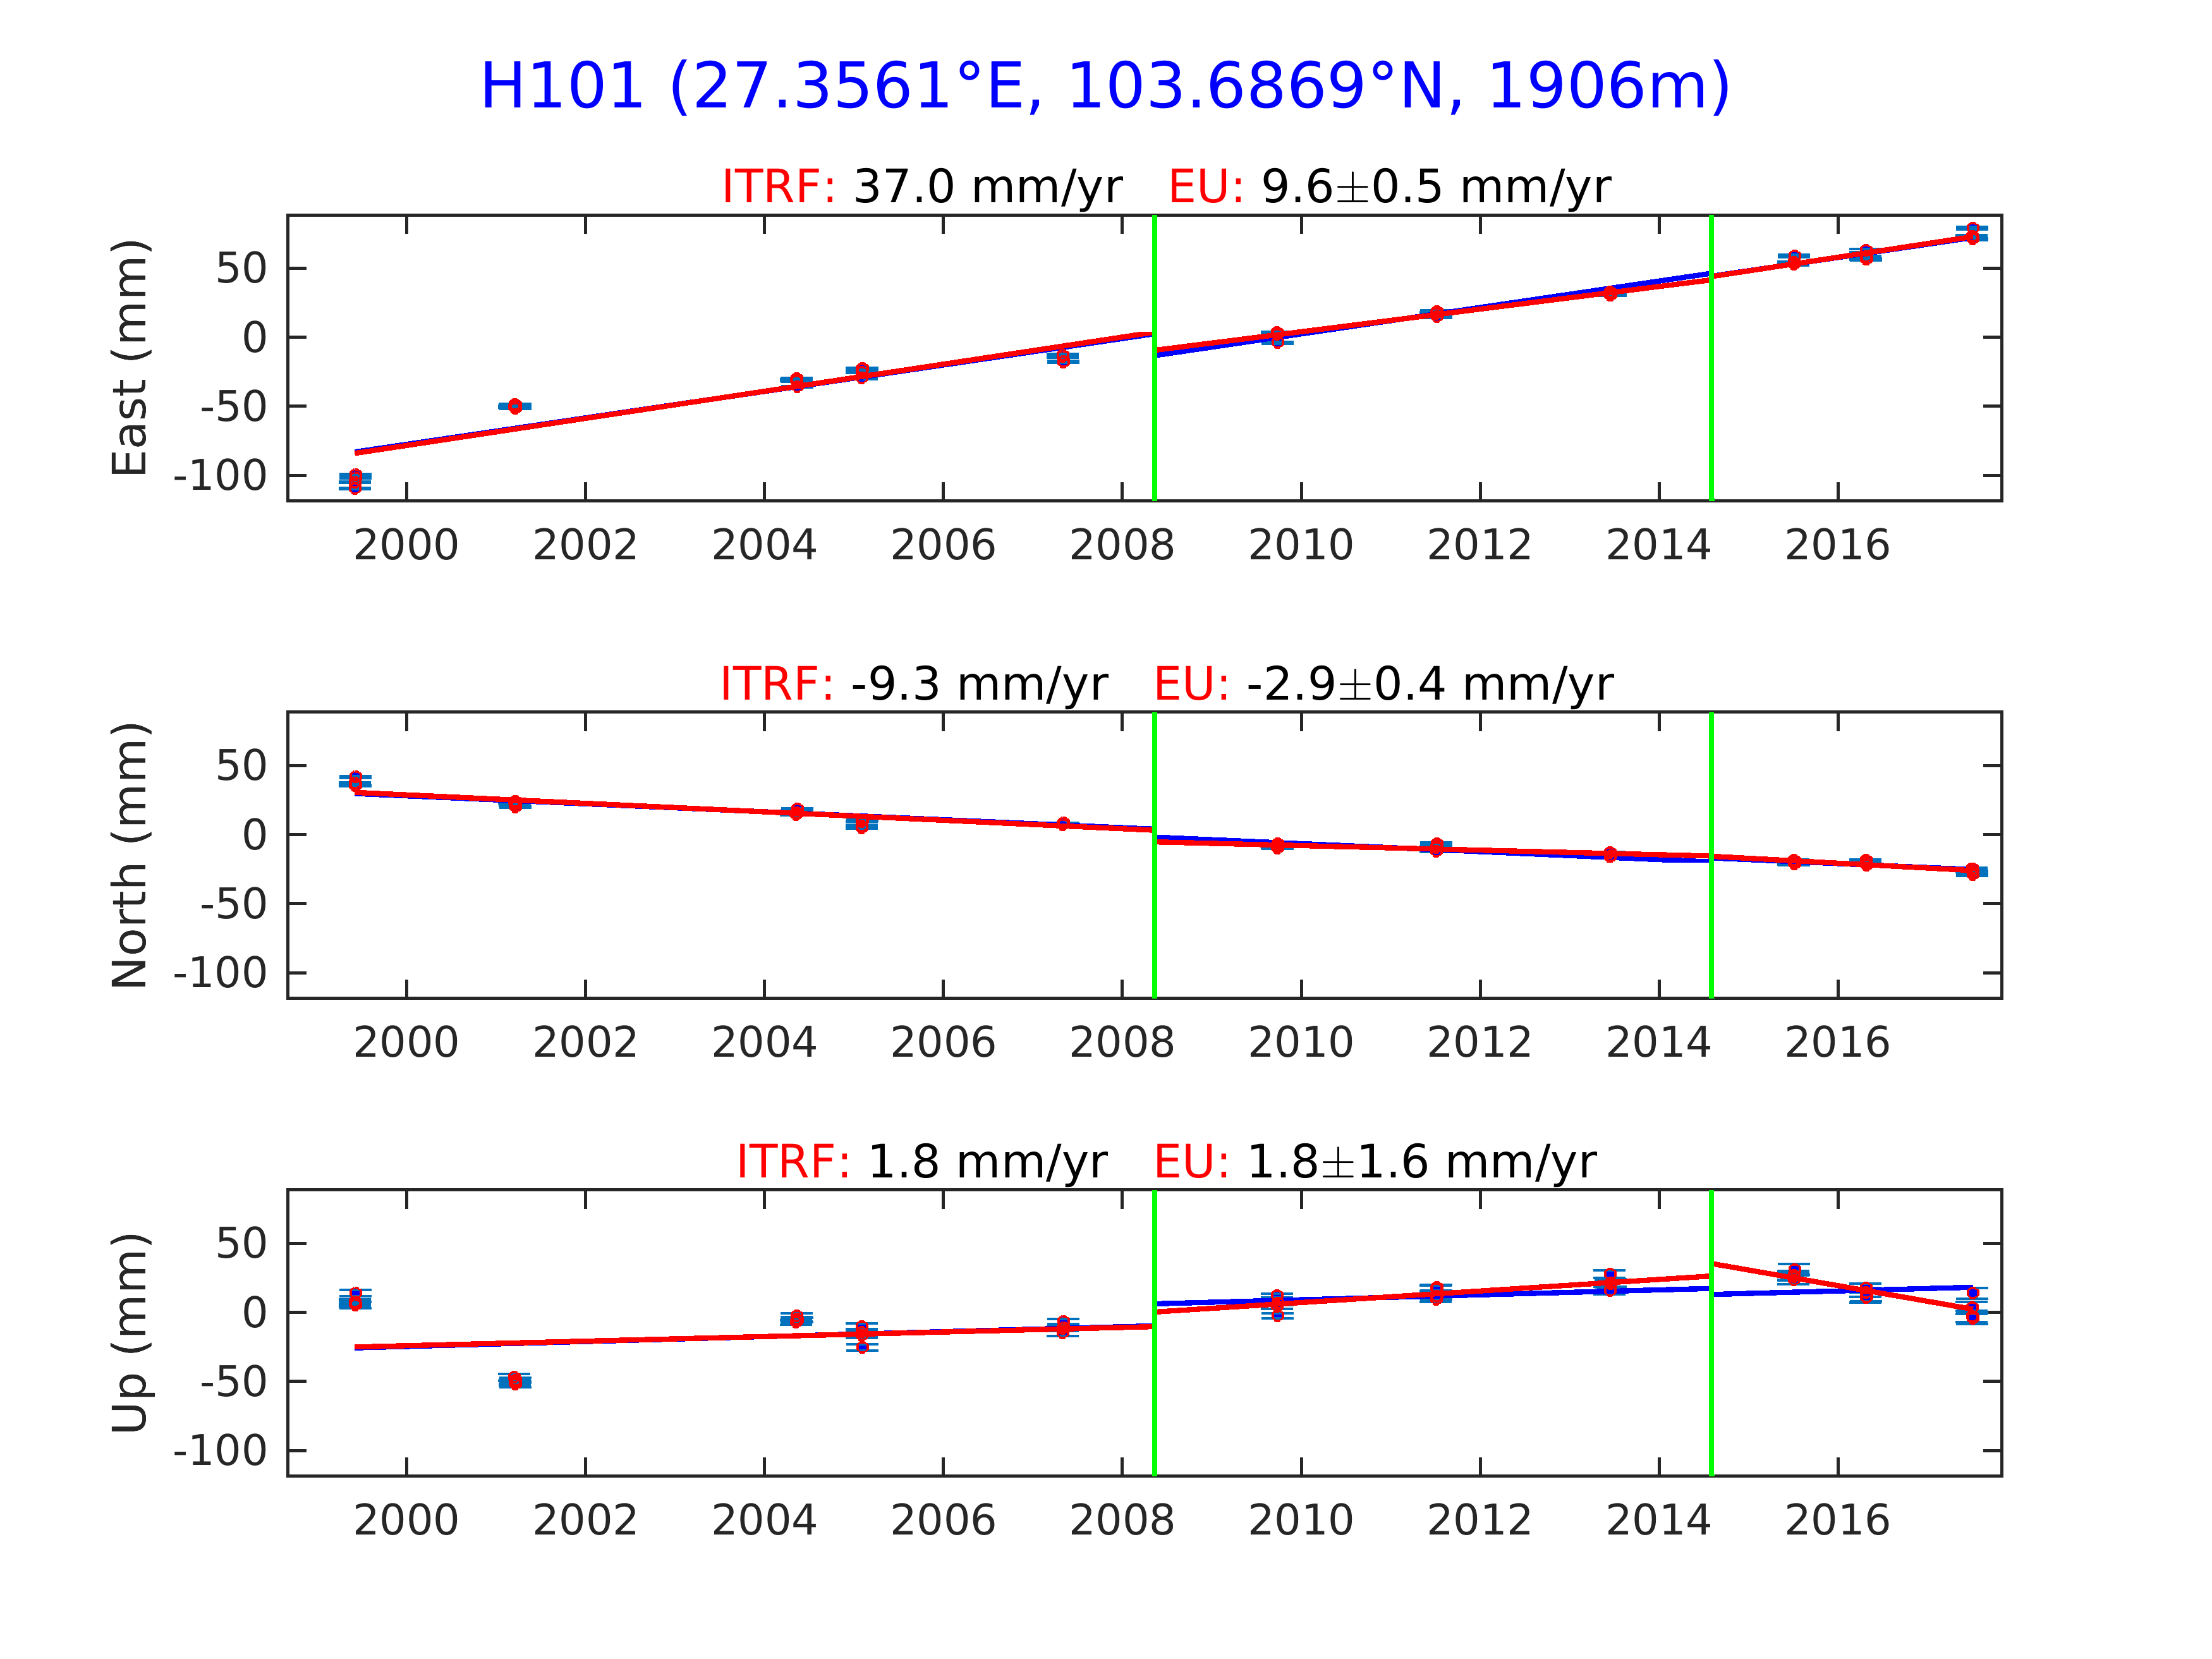 H101 (27.3561°E, 103.6869°N, 1906m)
ITRF: 37.0 mm/yr EU: 9.6±0.5 mm/yr
East (mm)
50
0
-50
-100
2000 2002 2004 2006 2008 2010 2012 2014 2016
ITRF: -9.3 mm/yr EU: -2.9±0.4 mm/yr
North (mm)
50
0
-50
-100
2000 2002 2004 2006 2008 2010 2012 2014 2016
ITRF: 1.8 mm/yr EU: 1.8±1.6 mm/yr
Up (mm)
50
0
-50
-100
2000 2002 2004 2006 2008 2010 2012 2014 2016